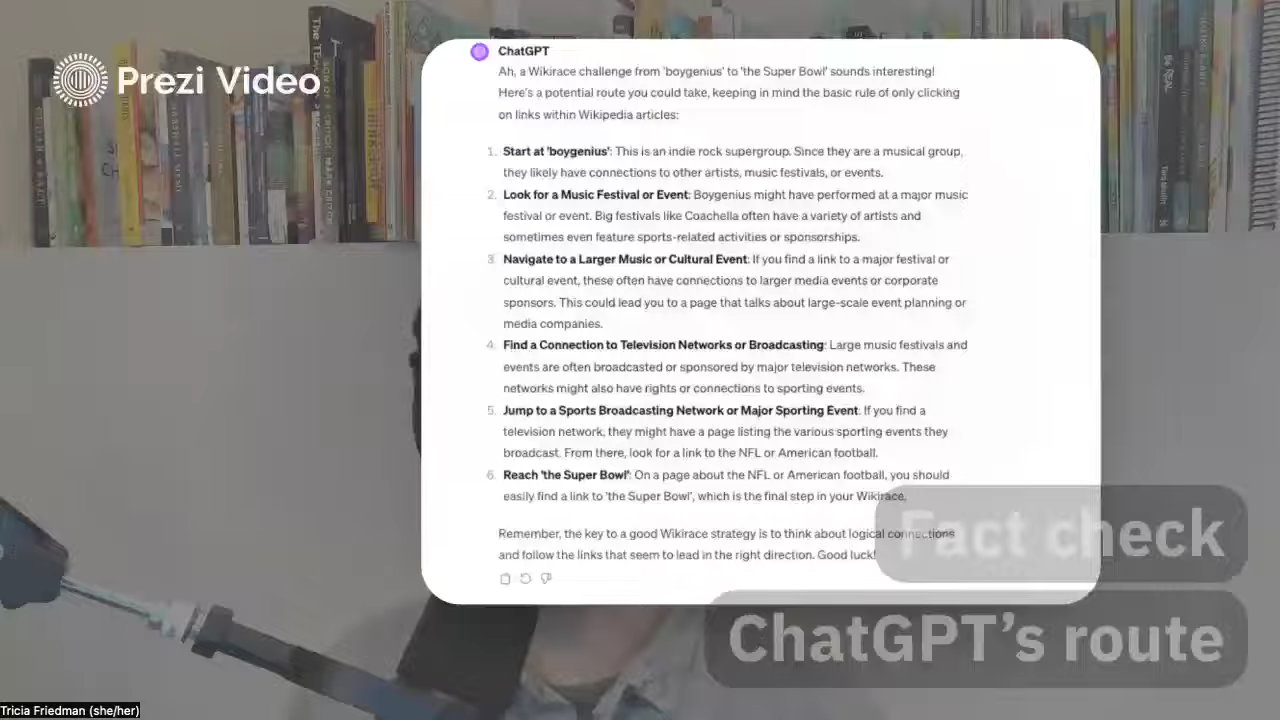 Prezi Video
ChatGPT
Ah, a Wikirace challenge from 'boygenius' to 'the Super Bowl' sounds interesting!
Here's a potential route you could take, keeping in mind the basic rule of only clicking
on links within Wikipedia articles:
1. Start at 'boygenius': This is an indie rock supergroup. Since they are a musical group,
they likely have connections to other artists, music festivals, or events.
2. Look for a Music Festival or Event: Boygenius might have performed at a major music
festival or event. Big festivals like Coachella often have a variety of artists and
sometimes even feature sports-related activities or sponsorships.
3. Navigate to a Larger Music or Cultural Event: If you find a link to a major festival or
cultural event, these often have connections to larger media events or corporate
sponsors. This could lead you to a page that talks about large-scale event planning or
media companies.
4. Find a Connection to Television Networks or Broadcasting: Large music festivals and
events are often broadcasted or sponsored by major television networks. These
networks might also have rights or connections to sporting events.
5. Jump to a Sports Broadcasting Network or Major Sporting Event: If you find a
television network, they might have a page listing the various sporting events they
broadcast. From there, look for a link to the NFL or American football.
6. Reach 'the Super Bowl': On a page about the NFL or American football, you should
easily find a link to 'the Super Bowl', which is the final step in your Wikirace.
Remember, the key to a good Wikirace strategy is to think about logical connections
and follow the links that seem to lead in the right direction. Good luck!
Fact check
ChatGPT's route
Tricia Friedman (she/her)